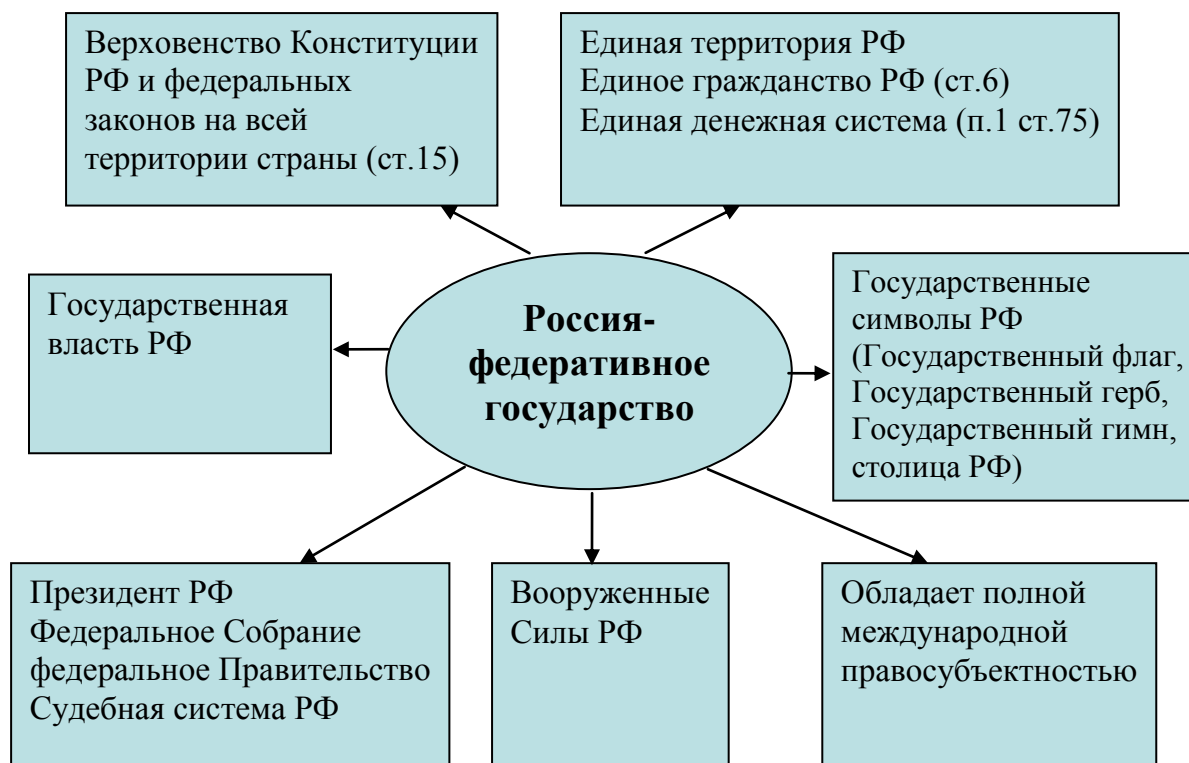 Верховенство Конституции
РФ и федеральных
законов на всей
территории страны (ст.15)
Единая территория РФ
Единое гражданство РФ (ст.6)
Единая денежная система (п.1 ст.75)
Государственная
власть РФ
Россия-
федеративное
государство
Государственные
символы РФ
(Государственный флаг,
Государственный герб,
Государственный гимн,
столица РФ)
Президент РФ
Федеральное Собрание
федеральное Правительство
Судебная система РФ
Вооруженные
Силы РФ
Обладает полной
международной
правосубъектностью